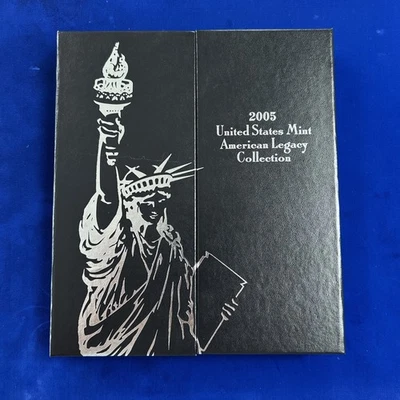 2005
United States Mint
American Legacy
Collection